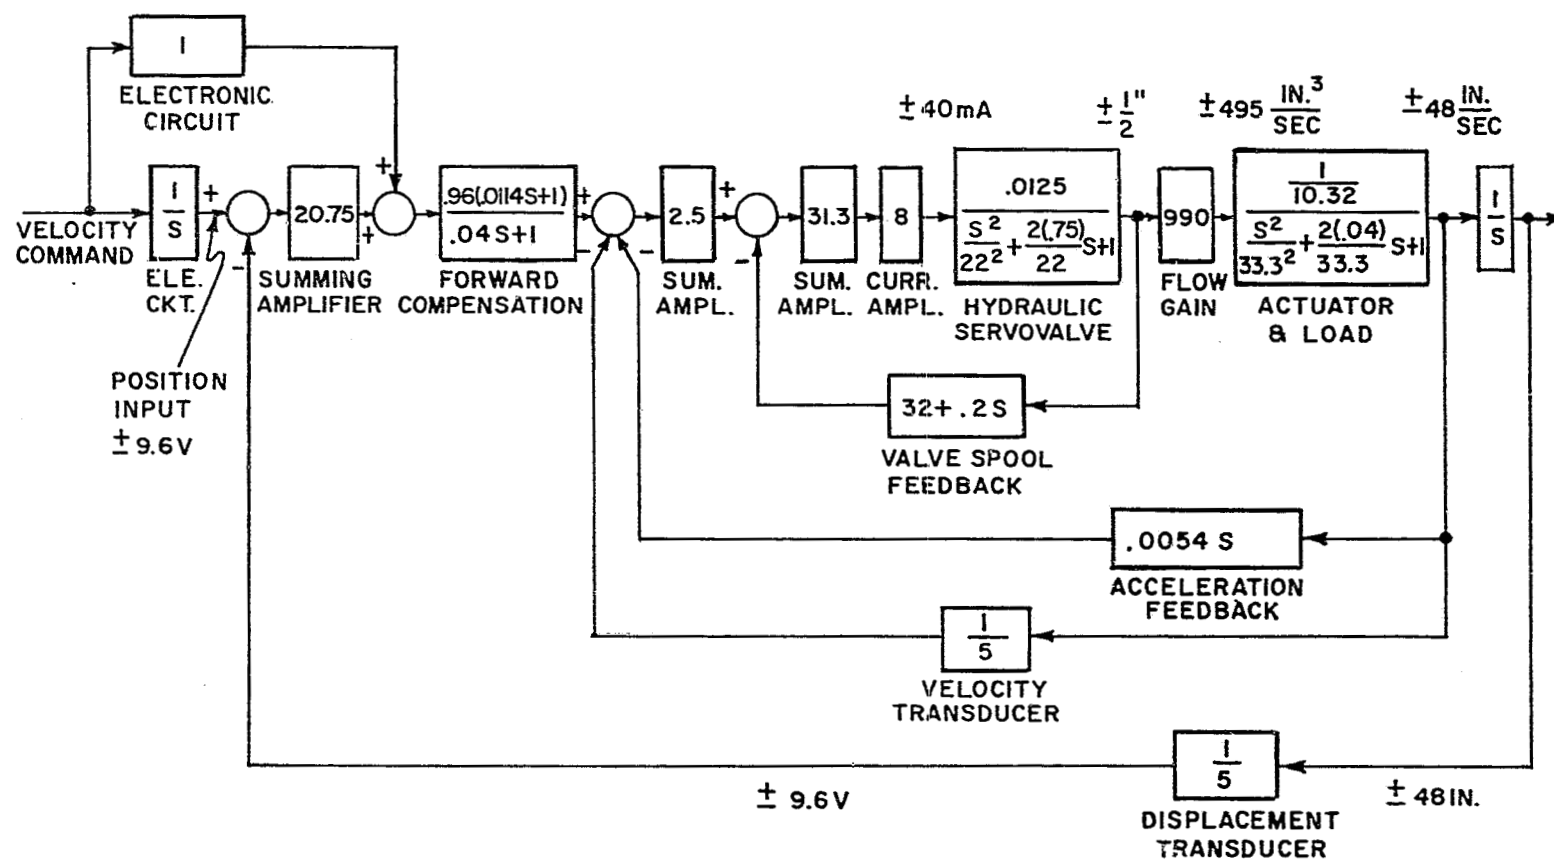 1
ELECTRONIC
CIRCUIT
± 40mA
± 1/2"
± 495 IN.³/SEC
± 48 IN./SEC
VELOCITY
COMMAND
1/S
+
-
20.75
+
+
.96(.0114S+1)
.04S+1
+
-
-
2.5
+
-
31.3
8
.0125
S²/22² + 2(.75)/22 S+1
990
1/10.32
S²/33.3² + 2(.04)/33.3 S+1
1/S
ELE.
CKT.
SUMMING
AMPLIFIER
FORWARD
COMPENSATION
SUM.
AMPL.
SUM.
AMPL.
CURR.
AMPL.
HYDRAULIC
SERVOVALVE
FLOW
GAIN
ACTUATOR
& LOAD
POSITION
INPUT
± 9.6V
32+.2S
VALVE SPOOL
FEEDBACK
.0054 S
ACCELERATION
FEEDBACK
1/5
VELOCITY
TRANSDUCER
1/5
± 9.6V
± 48IN.
DISPLACEMENT
TRANSDUCER